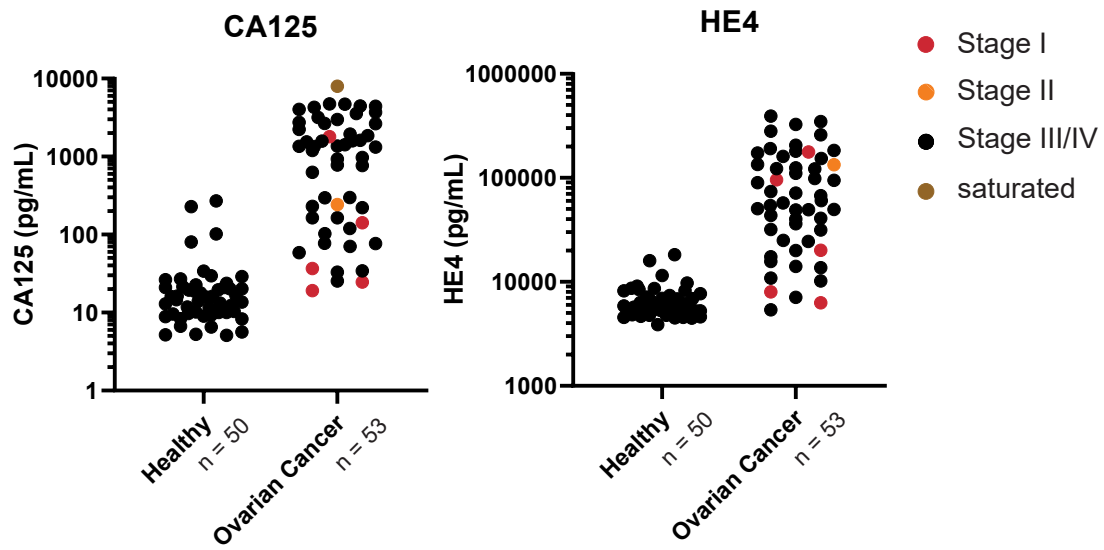 CA125
CA125 (pg/mL)
10000
1000
100
10
1
Healthy
n = 50
Ovarian Cancer
n = 53
HE4
HE4 (pg/mL)
1000000
100000
10000
1000
Healthy
n = 50
Ovarian Cancer
n = 53
Stage I
Stage II
Stage III/IV
saturated